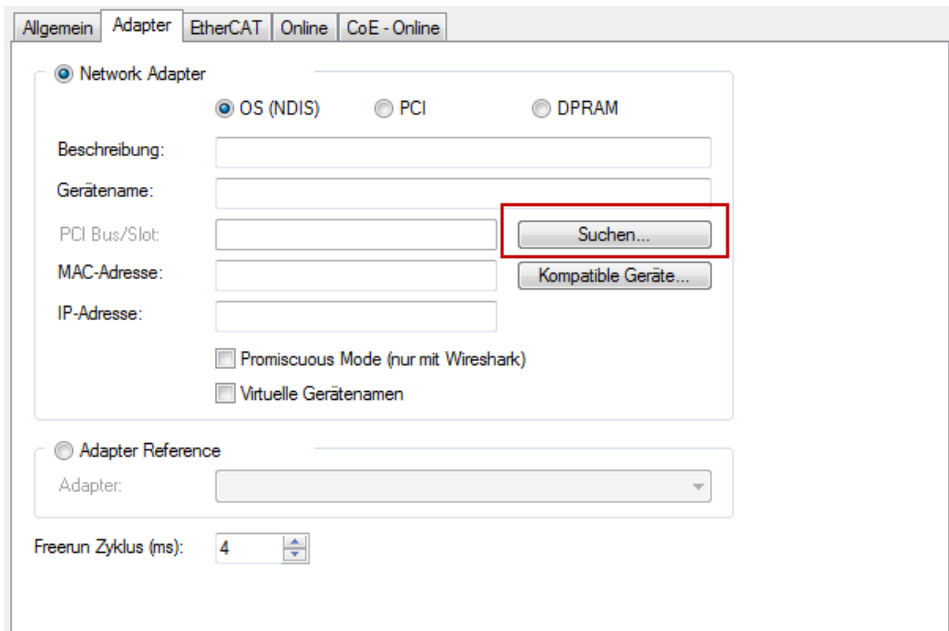 Allgemein Adapter EtherCAT Online CoE - Online
Network Adapter
OS (NDIS) PCI DPRAM
Beschreibung:
Gerätename:
PCI Bus/Slot: Suchen...
MAC-Adresse: Kompatible Geräte...
IP-Adresse:
Promiscuous Mode (nur mit Wireshark)
Virtuelle Gerätenamen
Adapter Reference
Adapter:
Freerun Zyklus (ms): 4